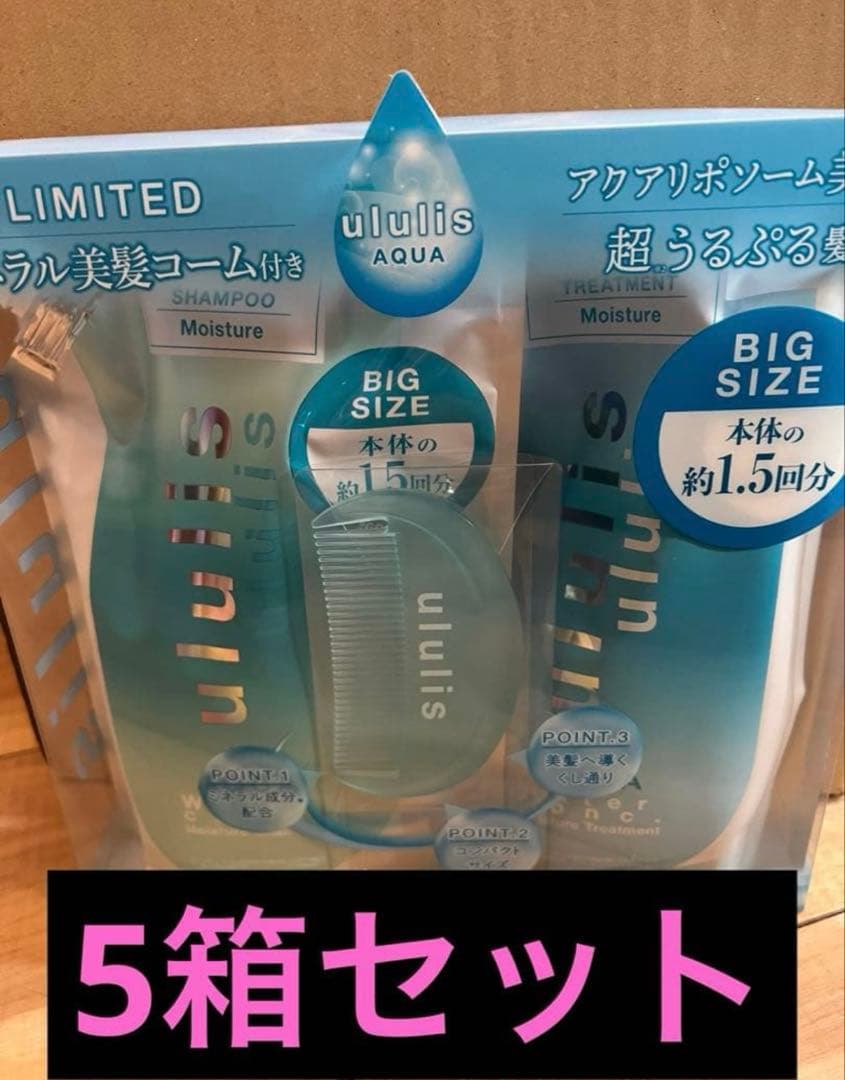 LIMITED
ラル美髪コーム付き
ululis
AQUA
アクアリポソーム美
超うるぷる髪
SHAMPOO
Moisture
TREATMENT
Moisture
BIG
SIZE
本体の
約1.5回分
BIG
SIZE
本体の
約1.5回分
ululis
ululis
ululis
ululis
POINT.1
ミネラル成分
配合
POINT.2
コンパクト
サイズ
POINT.3
美髪へ導く
くし通り
Moisture
Treatment
5箱セット